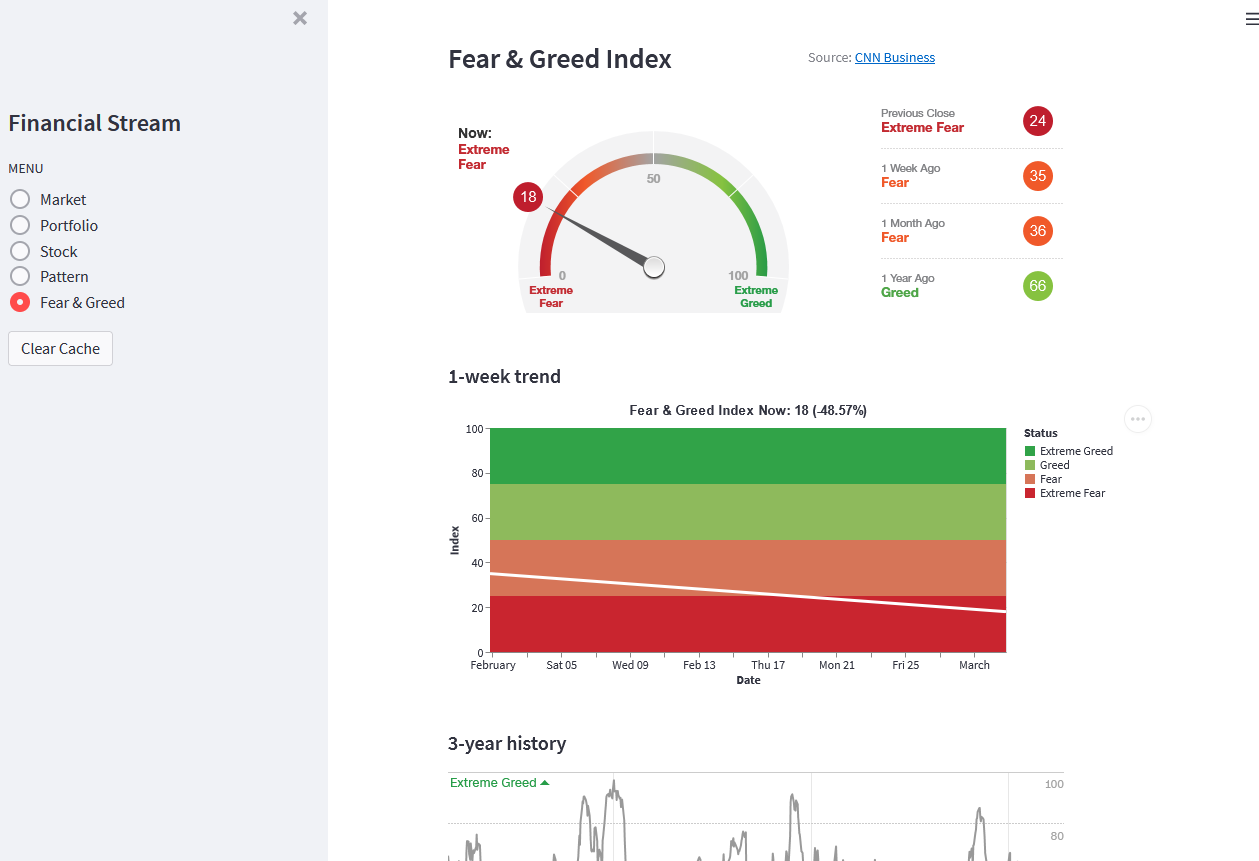 Financial Stream
MENU
Market
Portfolio
Stock
Pattern
Fear & Greed
Clear Cache
Fear & Greed Index
Source: CNN Business
Now:
Extreme
Fear
18
50
0
100
Extreme
Fear
Extreme
Greed
Previous Close
Extreme Fear
24
1 Week Ago
Fear
35
1 Month Ago
Fear
36
1 Year Ago
Greed
66
1-week trend
Fear & Greed Index Now: 18 (-48.57%)
100
80
60
40
20
0
Index
February Sat 05 Wed 09 Feb 13 Thu 17 Mon 21 Fri 25 March
Date
Status
Extreme Greed
Greed
Fear
Extreme Fear
3-year history
Extreme Greed
100
80